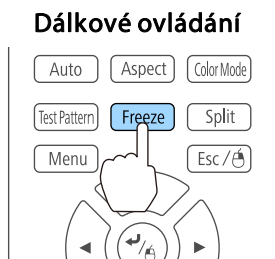 Dálkové ovládání
Auto Aspect Color Mode
Test Pattern Freeze Split
Menu Esc /